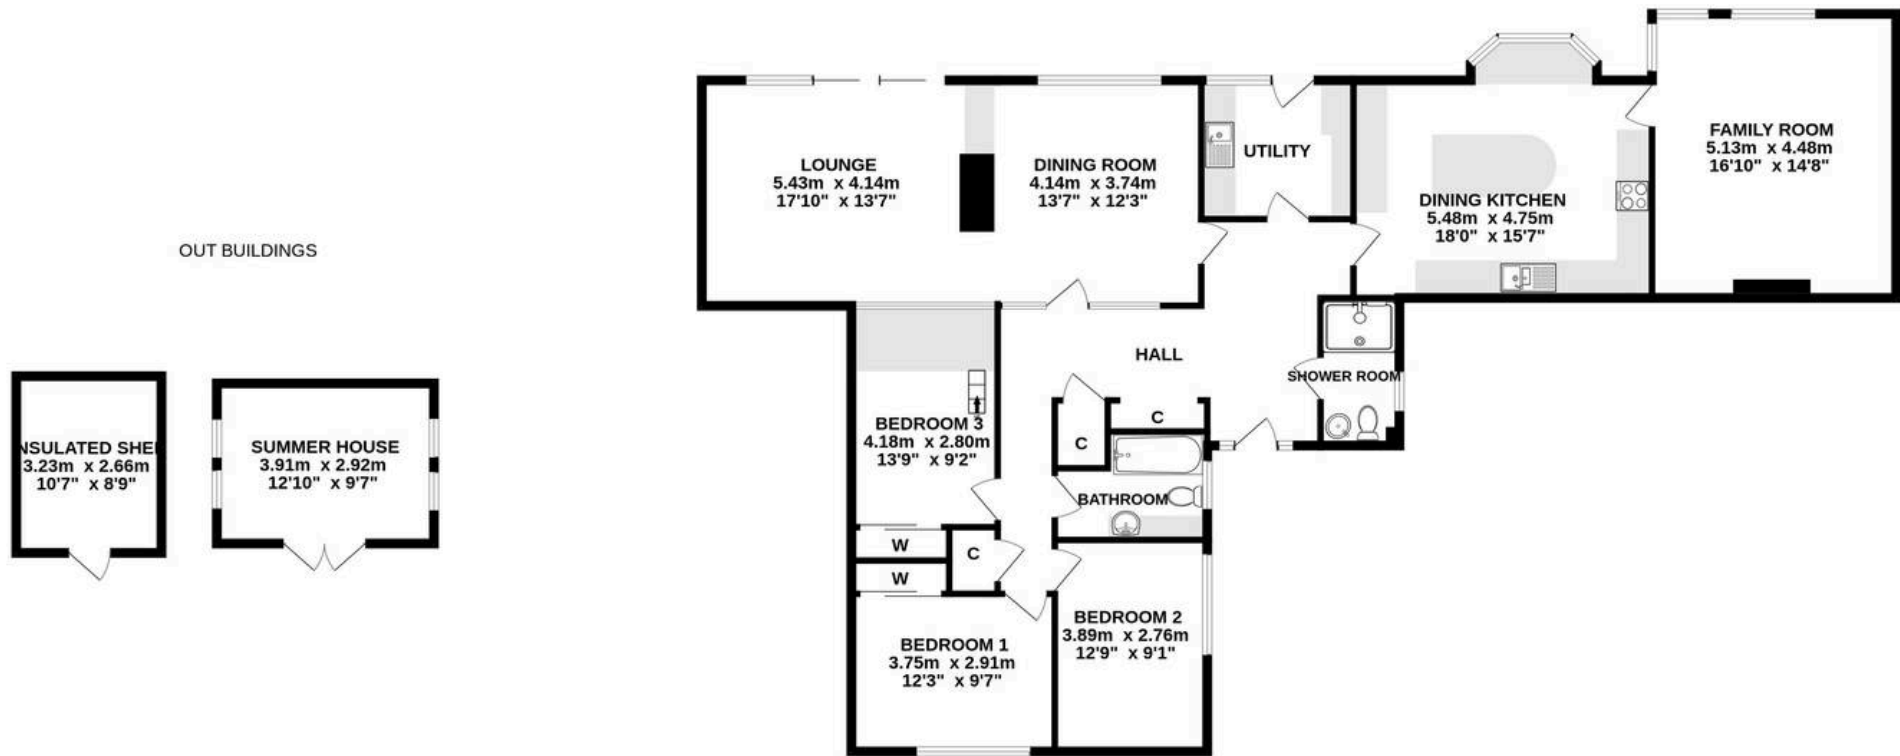 OUT BUILDINGS
NSULATED SHE
3.23m x 2.66m
10'7" x 8'9"
SUMMER HOUSE
3.91m x 2.92m
12'10" x 9'7"
LOUNGE
5.43m x 4.14m
17'10" x 13'7"
DINING ROOM
4.14m x 3.74m
13'7" x 12'3"
UTILITY
DINING KITCHEN
5.48m x 4.75m
18'0" x 15'7"
FAMILY ROOM
5.13m x 4.48m
16'10" x 14'8"
HALL
SHOWER ROOM
C
C
BEDROOM 3
4.18m x 2.80m
13'9" x 9'2"
BATHROOM
W
C
W
BEDROOM 1
3.75m x 2.91m
12'3" x 9'7"
BEDROOM 2
3.89m x 2.76m
12'9" x 9'1"